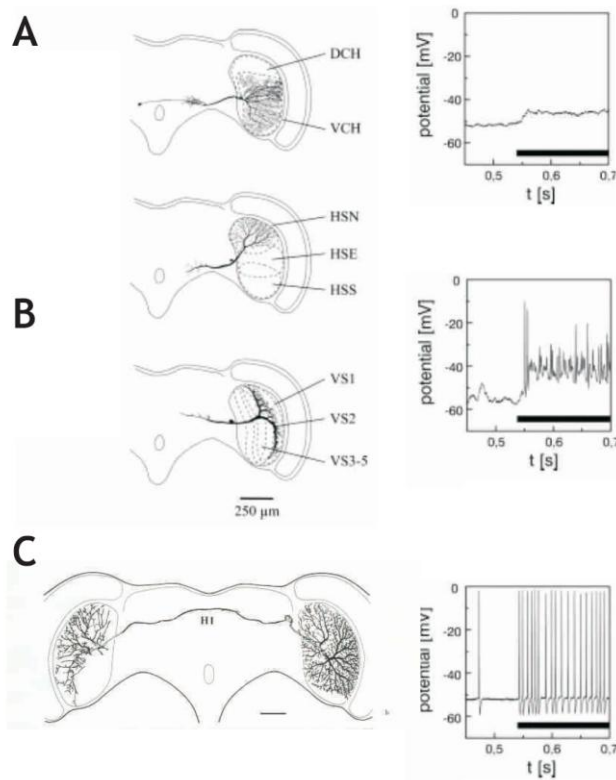 A
DCH
VCH
0
-20
-40
-60
potential [mV]
0,5
0,6
0,7
t [s]
HSN
HSE
HSS
B
VS1
VS2
VS3-5
250 µm
0
-20
-40
-60
potential [mV]
0,5
0,6
0,7
t [s]
C
H1
0
-20
-40
-60
potential [mV]
0,5
0,6
0,7
t [s]